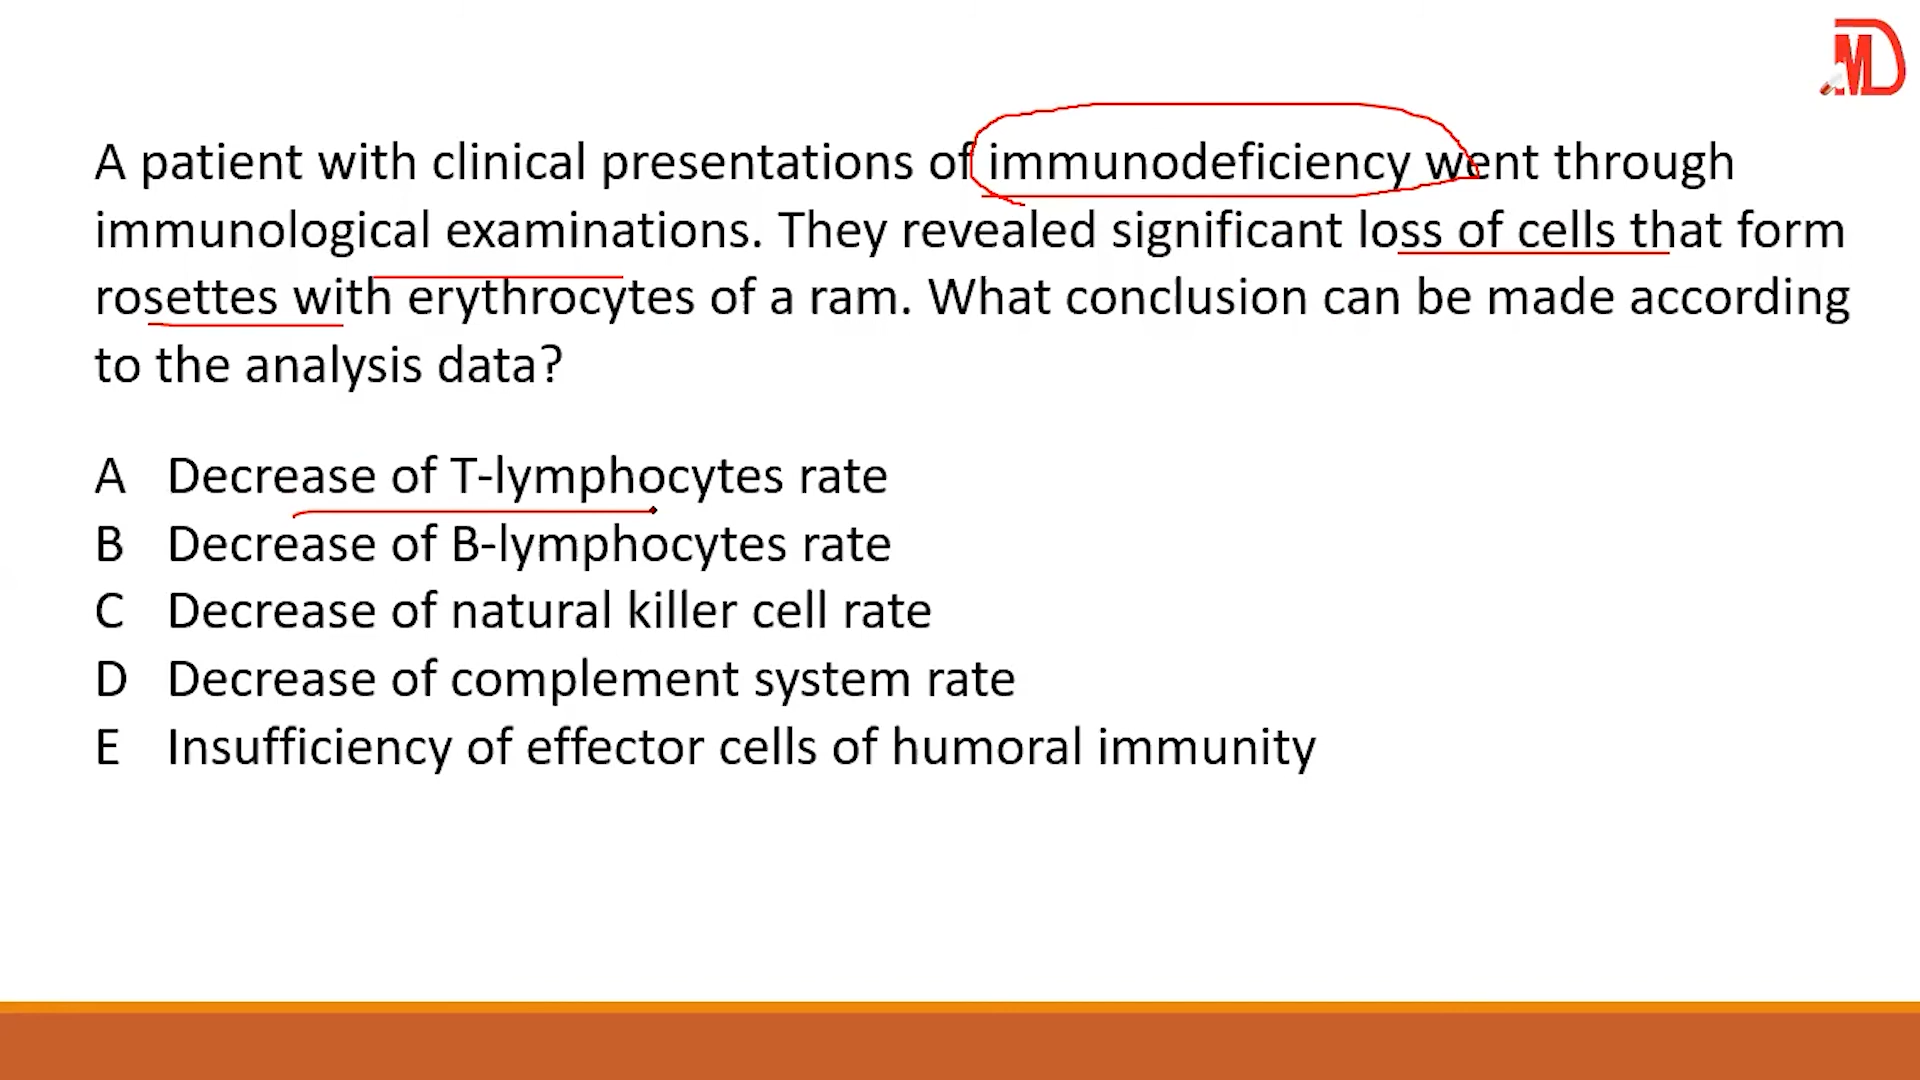 MD
A patient with clinical presentations of immunodeficiency went through
immunological examinations. They revealed significant loss of cells that form
rosettes with erythrocytes of a ram. What conclusion can be made according
to the analysis data?
A Decrease of T-lymphocytes rate
B Decrease of B-lymphocytes rate
C Decrease of natural killer cell rate
D Decrease of complement system rate
E Insufficiency of effector cells of humoral immunity